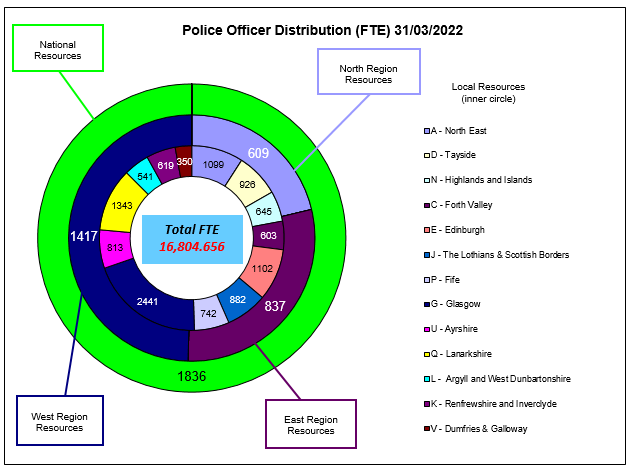 Police Officer Distribution (FTE) 31/03/2022
National
Resources
North Region
Resources
Local Resources
(inner circle)
A - North East
D - Tayside
N - Highlands and Islands
C - Forth Valley
E - Edinburgh
J - The Lothians & Scottish Borders
P - Fife
G - Glasgow
U - Ayrshire
Q - Lanarkshire
L -  Argyll and West Dunbartonshire
K - Renfrewshire and Inverclyde
V - Dumfries & Galloway
609
837
1417
1836
1099
926
645
603
1102
882
742
2441
813
1343
541
619
350
Total FTE
16,804.656
West Region
Resources
East Region
Resources